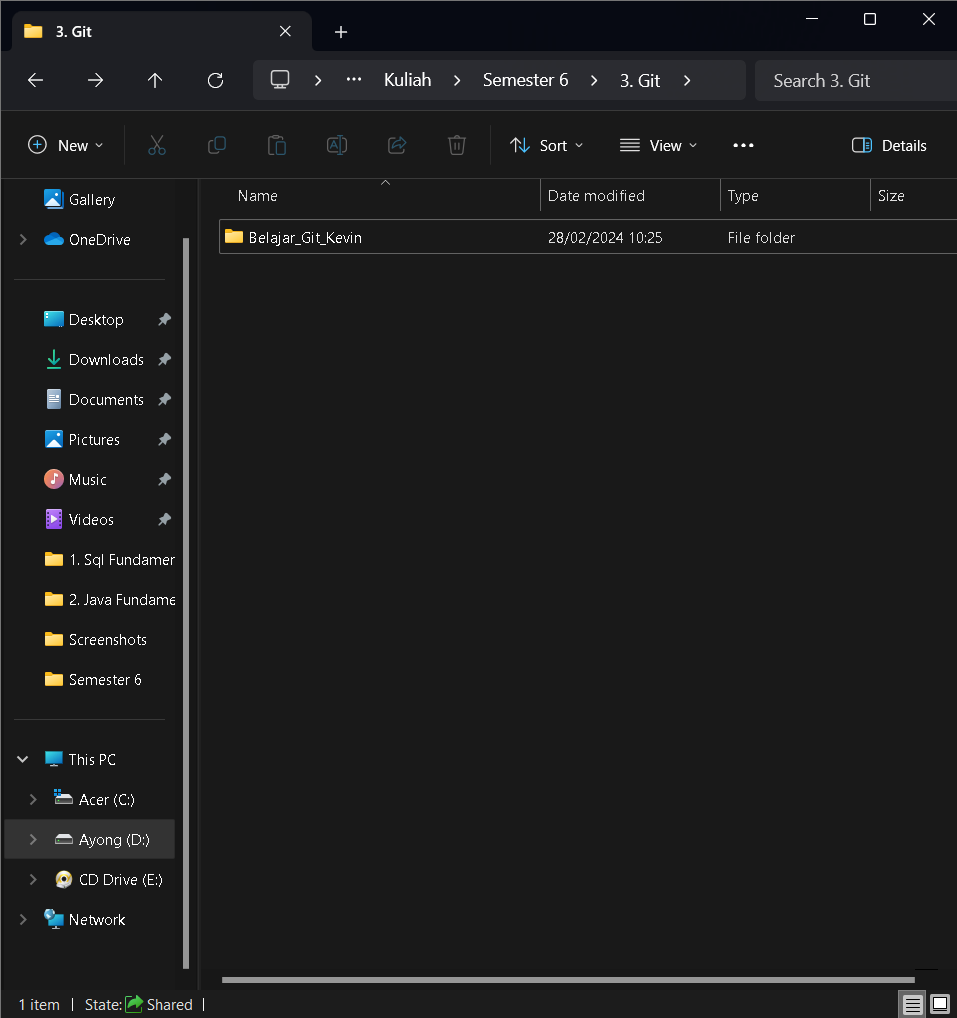 3. Git
Kuliah Semester 6 3. Git Search 3. Git
New Sort View Details
Gallery
OneDrive
Desktop
Downloads
Documents
Pictures
Music
Videos
1. Sql Fundamer
2. Java Fundame
Screenshots
Semester 6
This PC
Acer (C:)
Ayong (D:)
CD Drive (E:)
Network
Name Date modified Type Size
Belajar_Git_Kevin 28/02/2024 10:25 File folder
1 item State: Shared